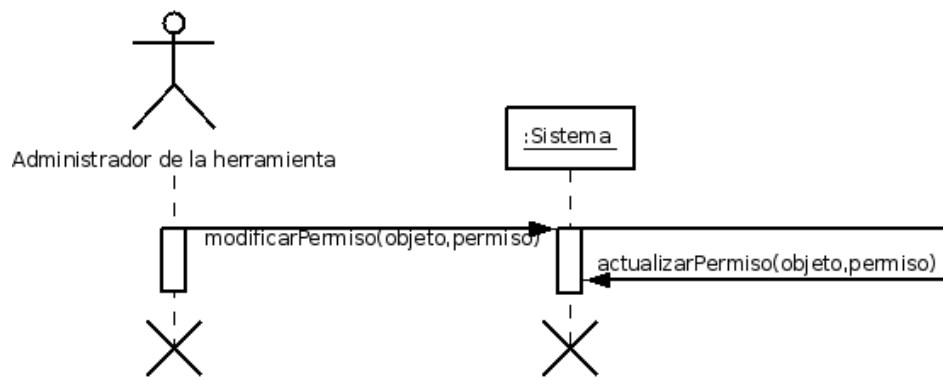 :Sistema
Administrador de la herramienta
modificarPermiso(objeto,permiso)
actualizarPermiso(objeto,permiso)